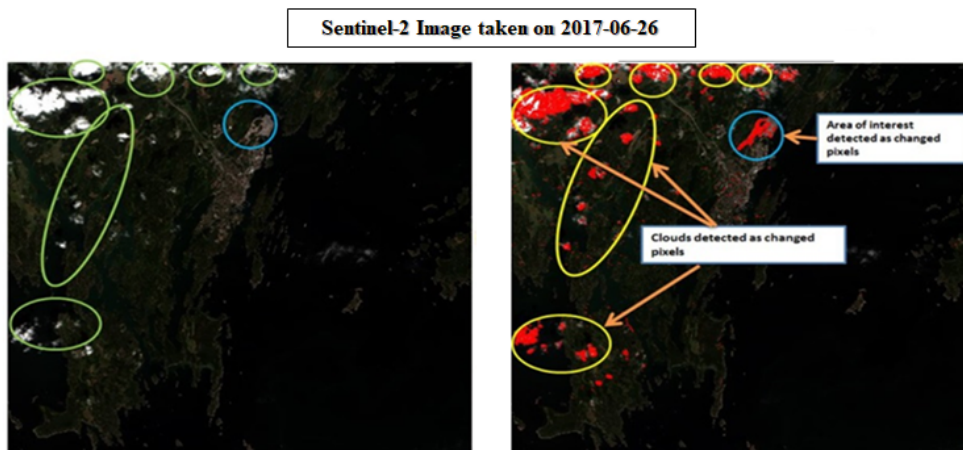 Sentinel-2 Image taken on 2017-06-26
Area of interest
detected as changed
pixels
Clouds detected as changed
pixels